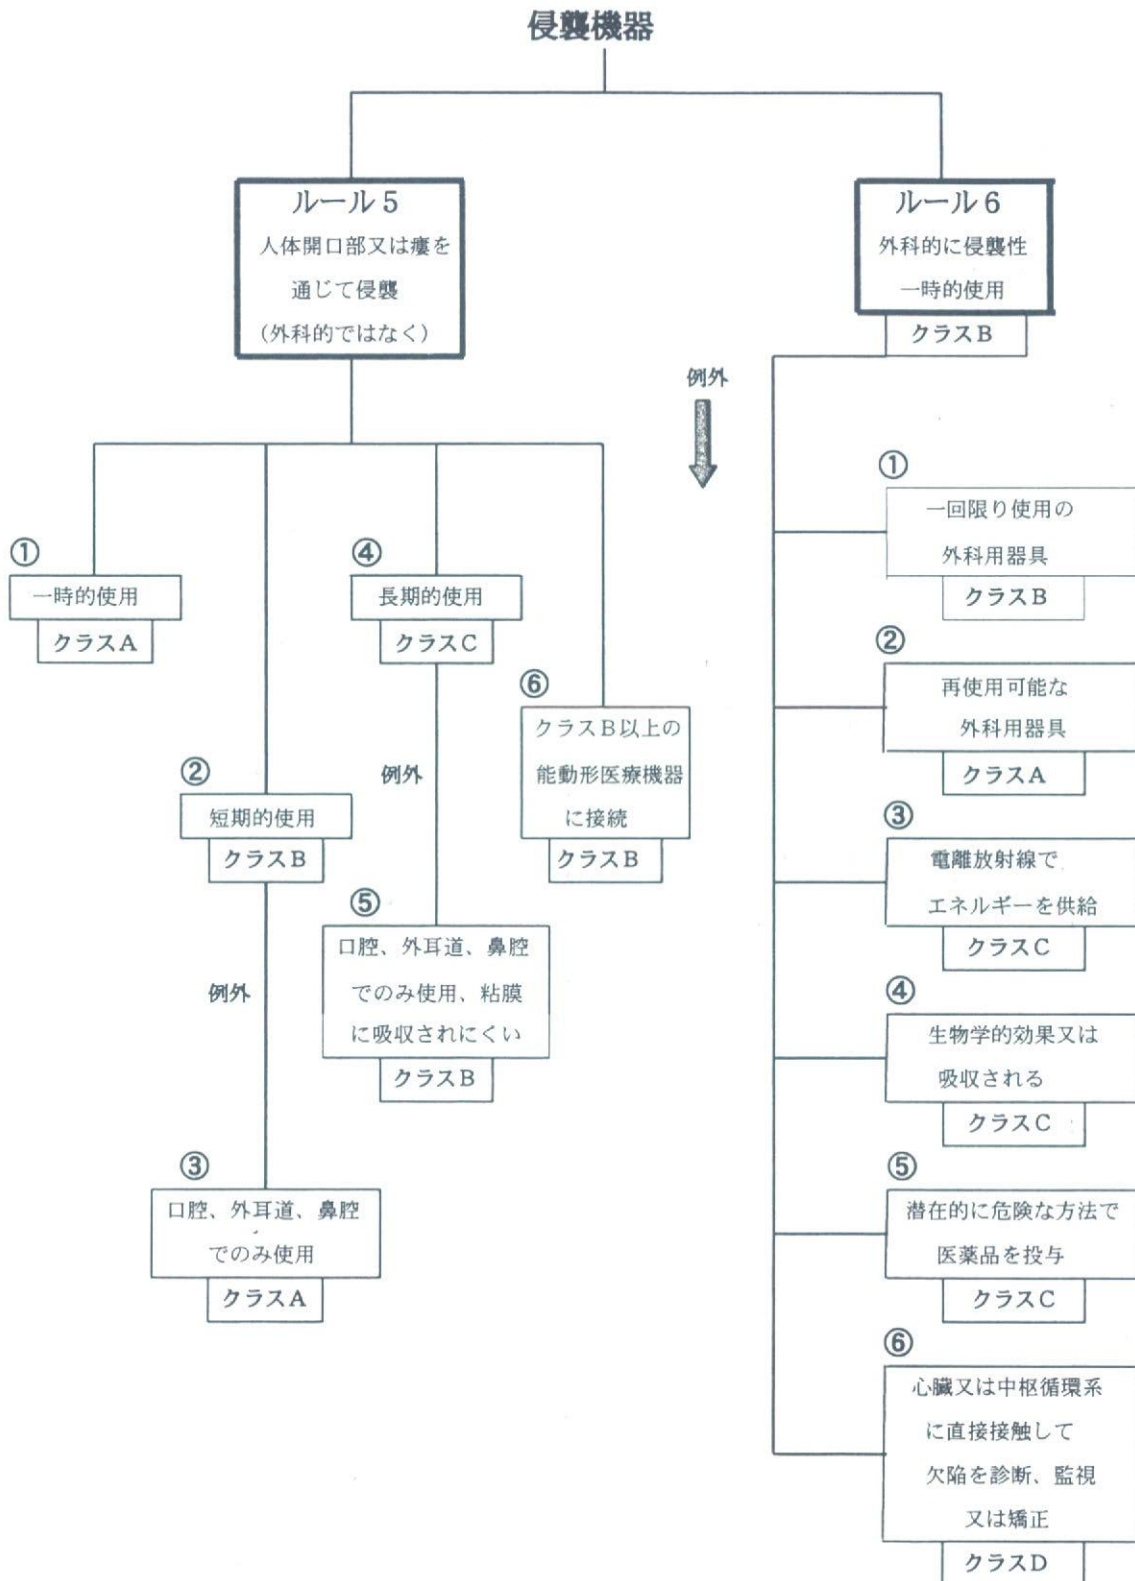 侵襲機器
ルール5
人体開口部又は瘻を
通じて侵襲
(外科的ではなく)
ルール6
外科的に侵襲性
一時的使用
クラスB
例外
①
一時的使用
クラスA
②
短期的使用
クラスB
例外
③
口腔、外耳道、鼻腔
でのみ使用
クラスA
④
長期的使用
クラスC
例外
⑤
口腔、外耳道、鼻腔
でのみ使用、粘膜
に吸収されにくい
クラスB
⑥
クラスB以上の
能動形医療機器
に接続
クラスB
①
一回限り使用の
外科用器具
クラスB
②
再使用可能な
外科用器具
クラスA
③
電離放射線で
エネルギーを供給
クラスC
④
生物学的効果又は
吸収される
クラスC
⑤
潜在的に危険な方法で
医薬品を投与
クラスC
⑥
心臓又は中枢循環系
に直接接触して
欠陥を診断、監視
又は矯正
クラスD